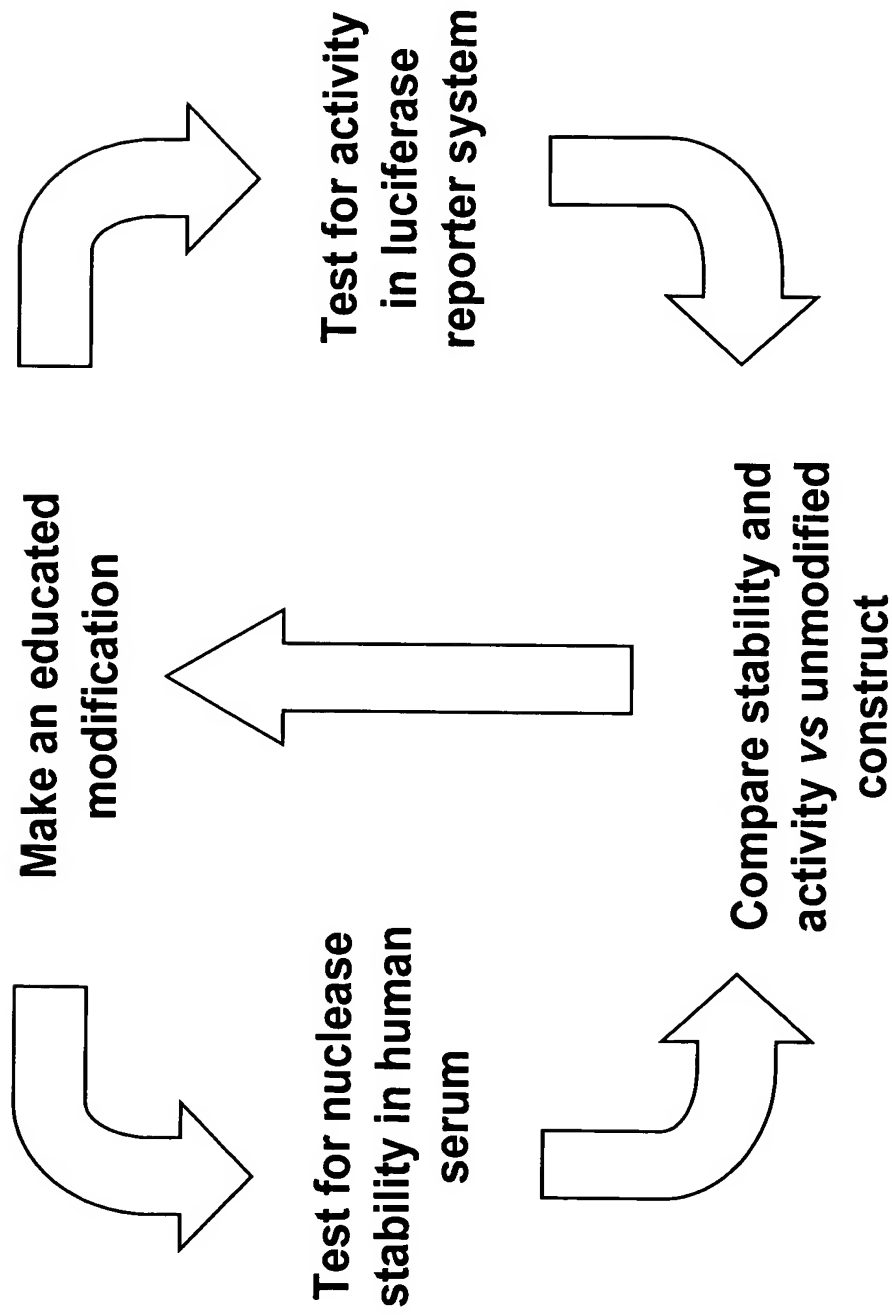 Make an educated
modification
Test for nuclease
stability in human
serum
Test for activity
in luciferase
reporter system
Compare stability and
activity vs unmodified
construct